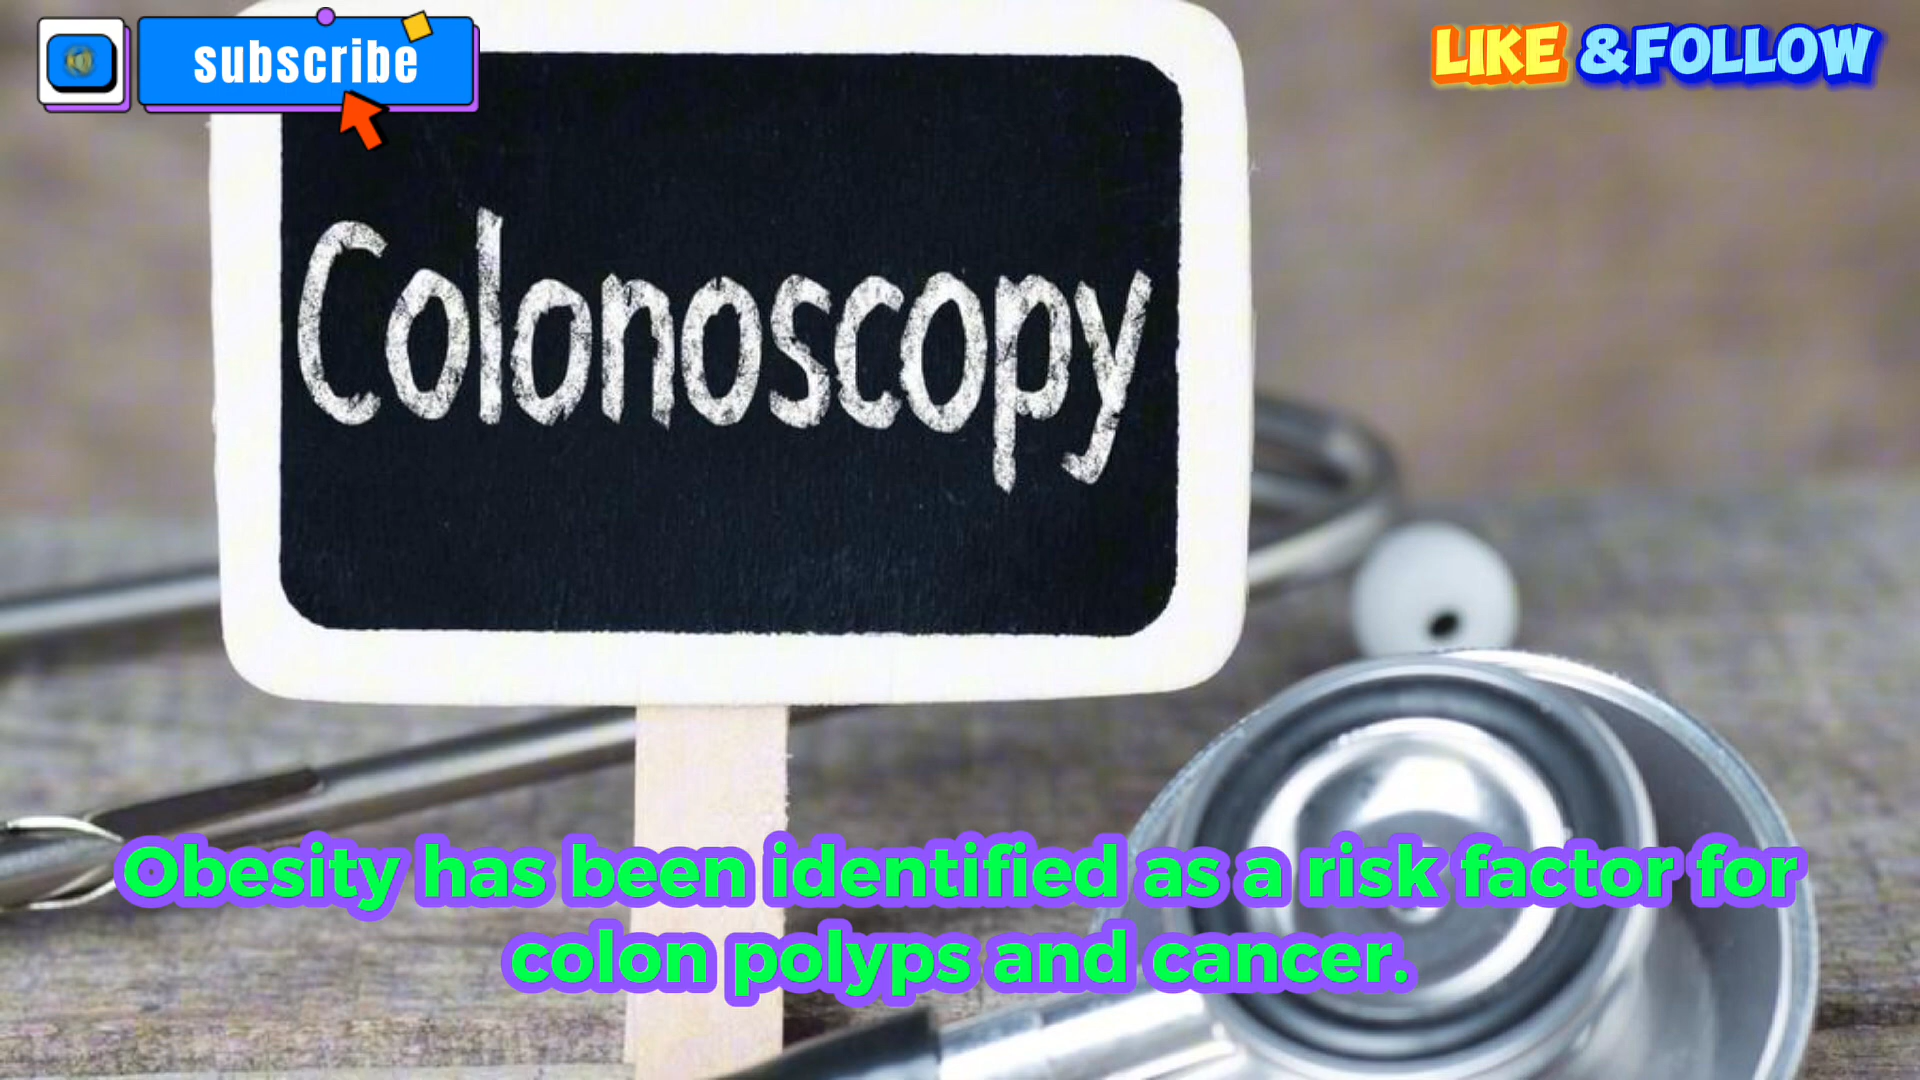 subscribe
LIKE & FOLLOW
Colonoscopy
Obesity has been identified as a risk factor for
colon polyps and cancer.